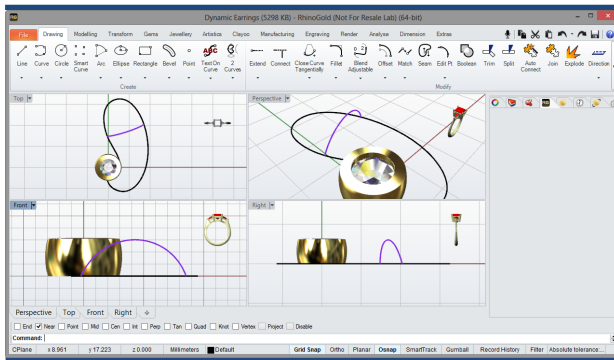 Dynamic Earrings (5298 KB) - RhinoGold (Not For Resale Lab) (64-bit)
File Drawing Modelling Transform Gems Jewellery Artistics Clayoo Manufacturing Engraving Render Analyse Dimension Extras
Line Curve Circle Smart Curve Arc Ellipse Rectangle Bevel Point Text On Curve 2 Curves Extend Connect Close Curve Tangentially Fillet Blend Adjustable Offset Match Seam Edit Pt Boolean Trim Split Auto Connect Join Explode Direction
Create Modify
Top Perspective
Front Right
Perspective Top Front Right
End Near Point Mid Cen Int Perp Tan Quad Knot Vertex Project Disable
Command:
CPlane x 8.961 y 17.223 z 0.000 Millimeters Default Grid Snap Ortho Planar Osnap SmartTrack Gumball Record History Filter Absolute tolerance:...